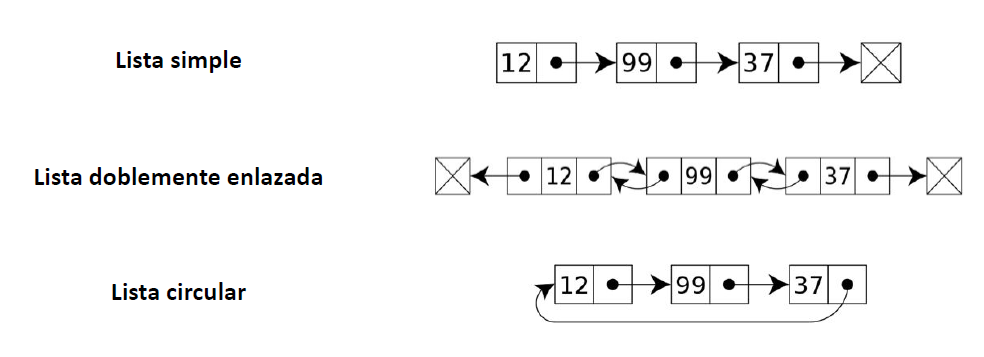 Lista simple
12 99 37
Lista doblemente enlazada
12 99 37
Lista circular
12 99 37